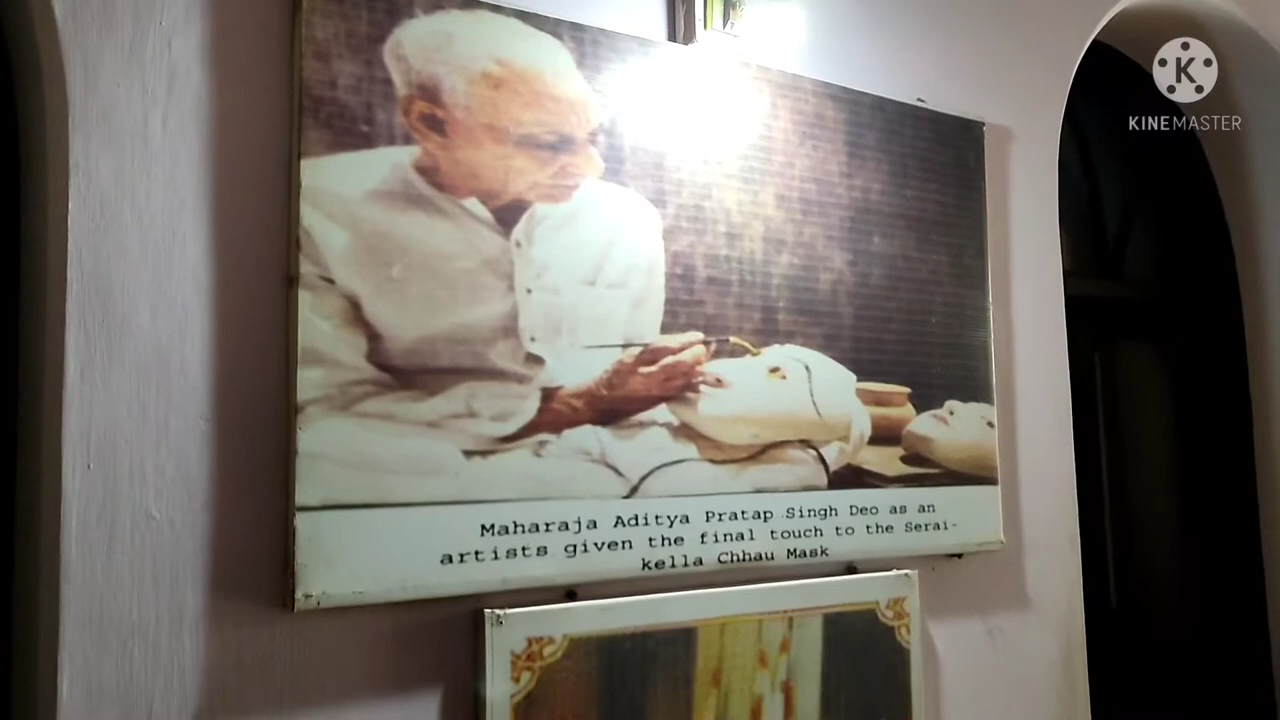 KINEMASTER
Maharaja Aditya Pratap Singh Deo as an
artists given the final touch to the Serai-
kella Chhau Mask